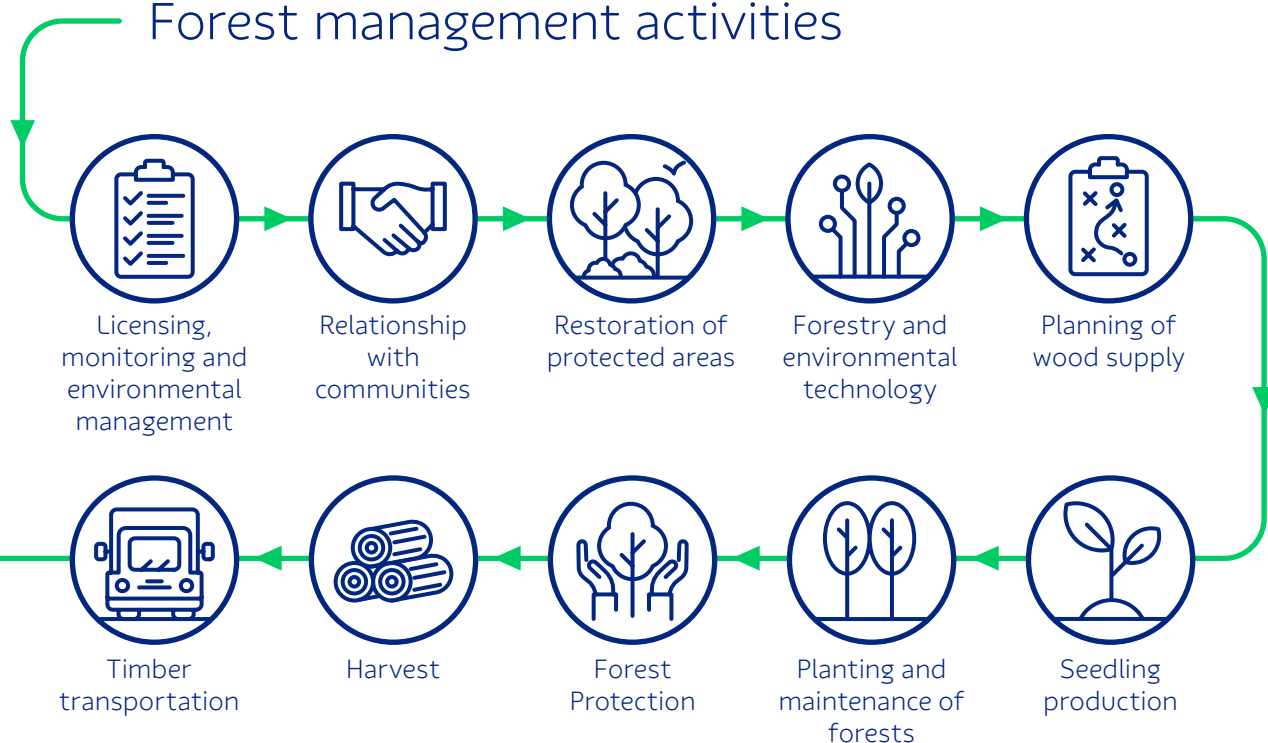 Forest management activities
Licensing,
monitoring and
environmental
management
Relationship
with
communities
Restoration of
protected areas
Forestry and
environmental
technology
Planning of
wood supply
Timber
transportation
Harvest
Forest
Protection
Planting and
maintenance of
forests
Seedling
production